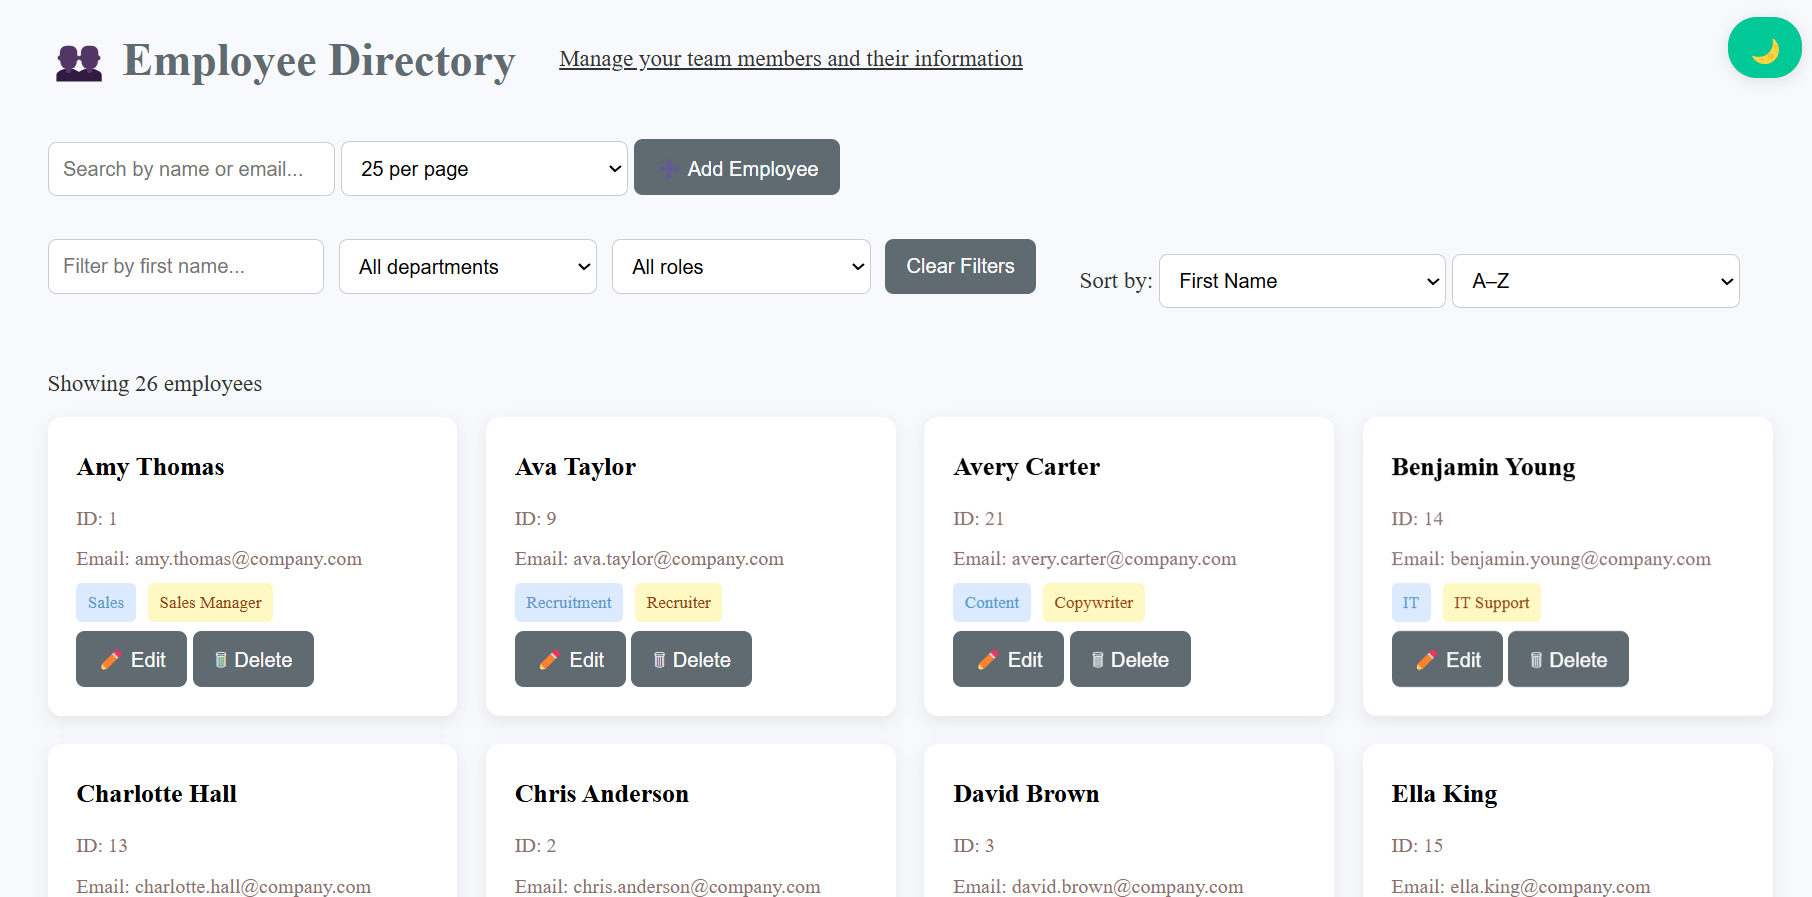 Employee Directory
Manage your team members and their information
Search by name or email...
25 per page
Add Employee
Filter by first name...
All departments
All roles
Clear Filters
Sort by:
First Name
A–Z
Showing 26 employees
Amy Thomas
ID: 1
Email: amy.thomas@company.com
Sales
Sales Manager
Edit
Delete
Ava Taylor
ID: 9
Email: ava.taylor@company.com
Recruitment
Recruiter
Edit
Delete
Avery Carter
ID: 21
Email: avery.carter@company.com
Content
Copywriter
Edit
Delete
Benjamin Young
ID: 14
Email: benjamin.young@company.com
IT
IT Support
Edit
Delete
Charlotte Hall
ID: 13
Email: charlotte.hall@company.com
Chris Anderson
ID: 2
Email: chris.anderson@company.com
David Brown
ID: 3
Email: david.brown@company.com
Ella King
ID: 15
Email: ella.king@company.com